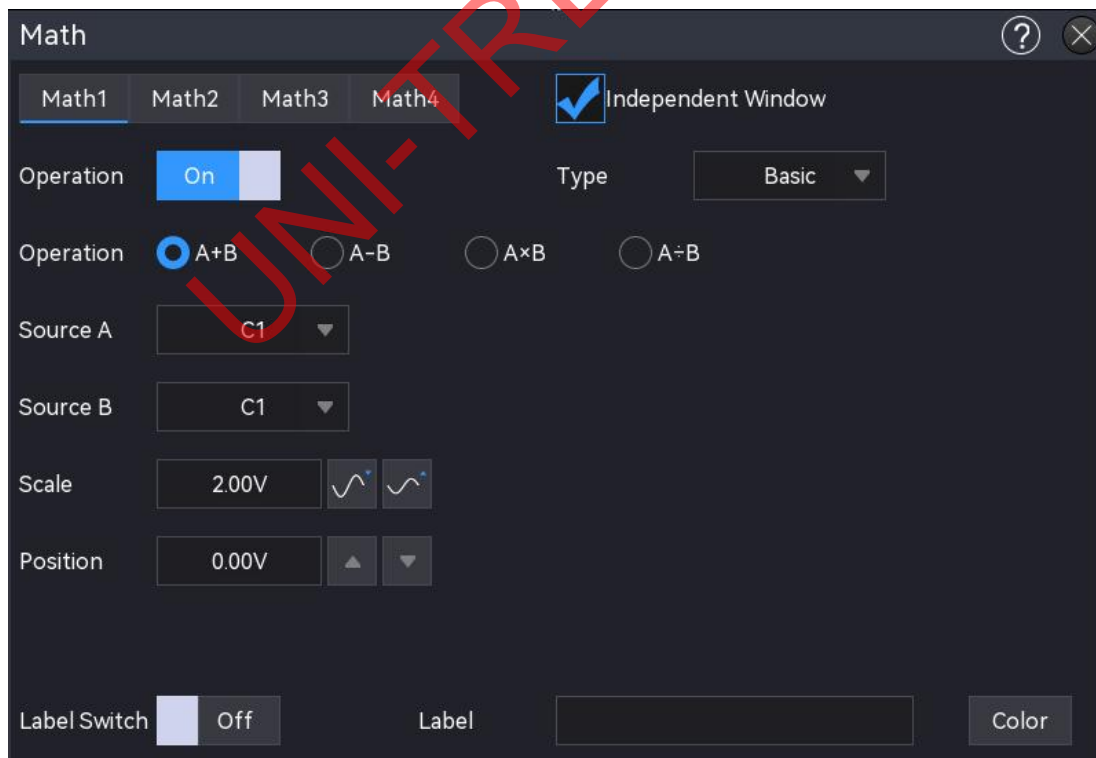 Math ?
Math1 Math2 Math3 Math4 Independent Window
Operation On Type Basic
Operation A+B A-B A×B A÷B
Source A C1
Source B C1
Scale 2.00V
Position 0.00V
Label Switch Off Label Color
UNI-TRE